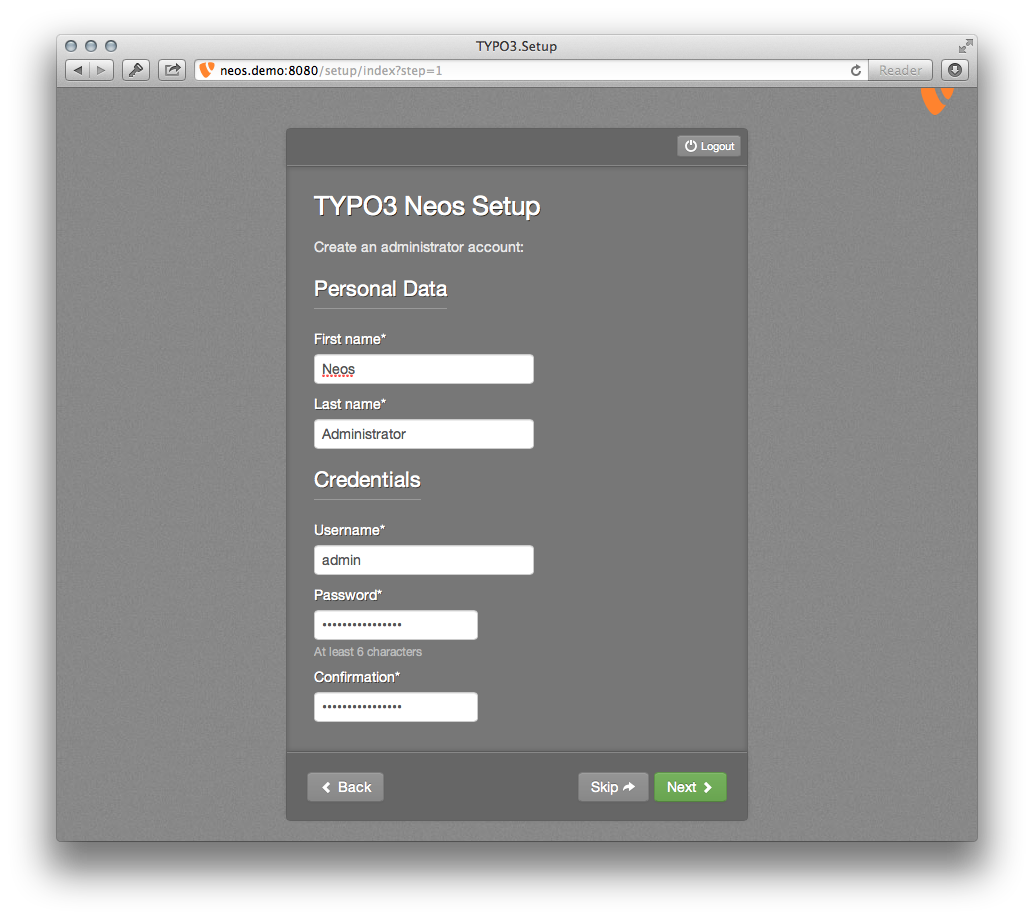 TYPO3.Setup
neos.demo:8080/setup/index?step=1
Reader
Logout
TYPO3 Neos Setup
Create an administrator account:
Personal Data
First name*
Neos
Last name*
Administrator
Credentials
Username*
admin
Password*
••••••••••••••••
At least 6 characters
Confirmation*
••••••••••••••••
Back
Skip
Next